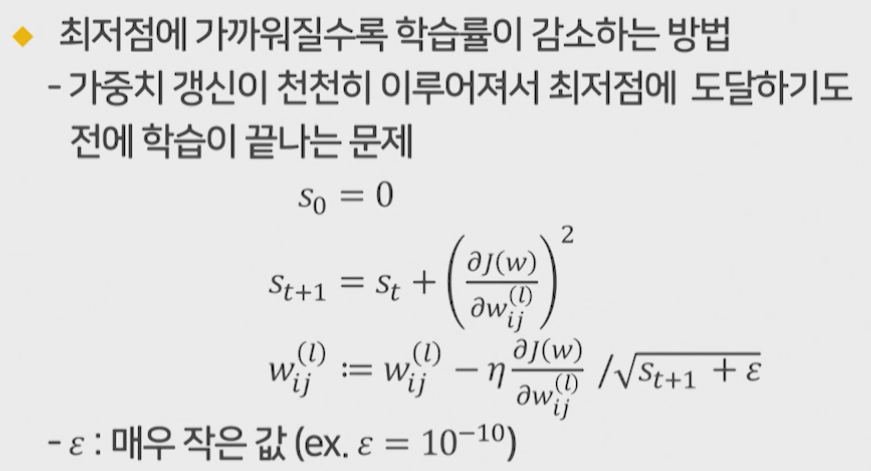 ◆ 최저점에 가까워질수록 학습률이 감소하는 방법
- 가중치 갱신이 천천히 이루어져서 최저점에 도달하기도
전에 학습이 끝나는 문제
$s_0 = 0$
$s_{t+1} = s_t + \left(\frac{\partial J(w)}{\partial w_{ij}^{(l)}}\right)^2$
$w_{ij}^{(l)} := w_{ij}^{(l)} - \eta \frac{\partial J(w)}{\partial w_{ij}^{(l)}} / \sqrt{s_{t+1} + \varepsilon}$
- ε : 매우 작은 값 (ex. $\varepsilon = 10^{-10}$)